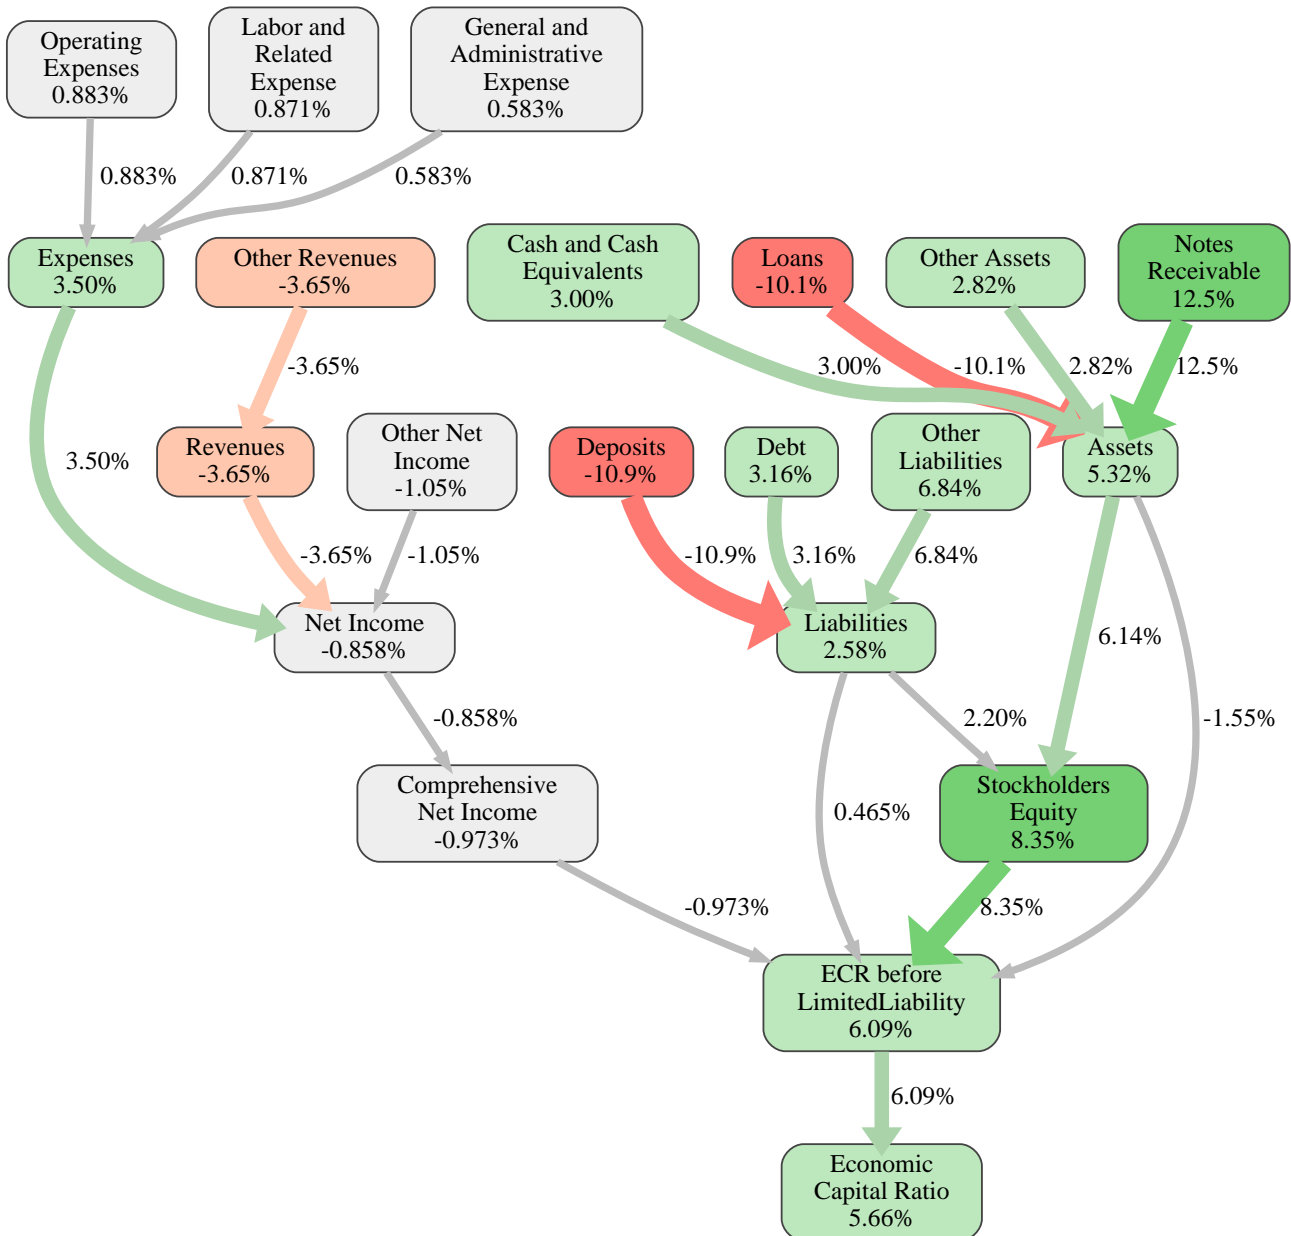 Operating
Expenses
0.883%
Labor and
Related
Expense
0.871%
General and
Administrative
Expense
0.583%
0.883%
0.871%
0.583%
Expenses
3.50%
Other Revenues
-3.65%
Cash and Cash
Equivalents
3.00%
Loans
-10.1%
Other Assets
2.82%
Notes
Receivable
12.5%
-3.65%
3.00%
-10.1%
2.82%
12.5%
3.50%
Revenues
-3.65%
Other Net
Income
-1.05%
Deposits
-10.9%
Debt
3.16%
Other
Liabilities
6.84%
Assets
5.32%
-3.65%
-1.05%
-10.9%
3.16%
6.84%
Net Income
-0.858%
Liabilities
2.58%
6.14%
-0.858%
2.20%
-1.55%
Comprehensive
Net Income
-0.973%
0.465%
Stockholders
Equity
8.35%
-0.973%
8.35%
ECR before
LimitedLiability
6.09%
6.09%
Economic
Capital Ratio
5.66%